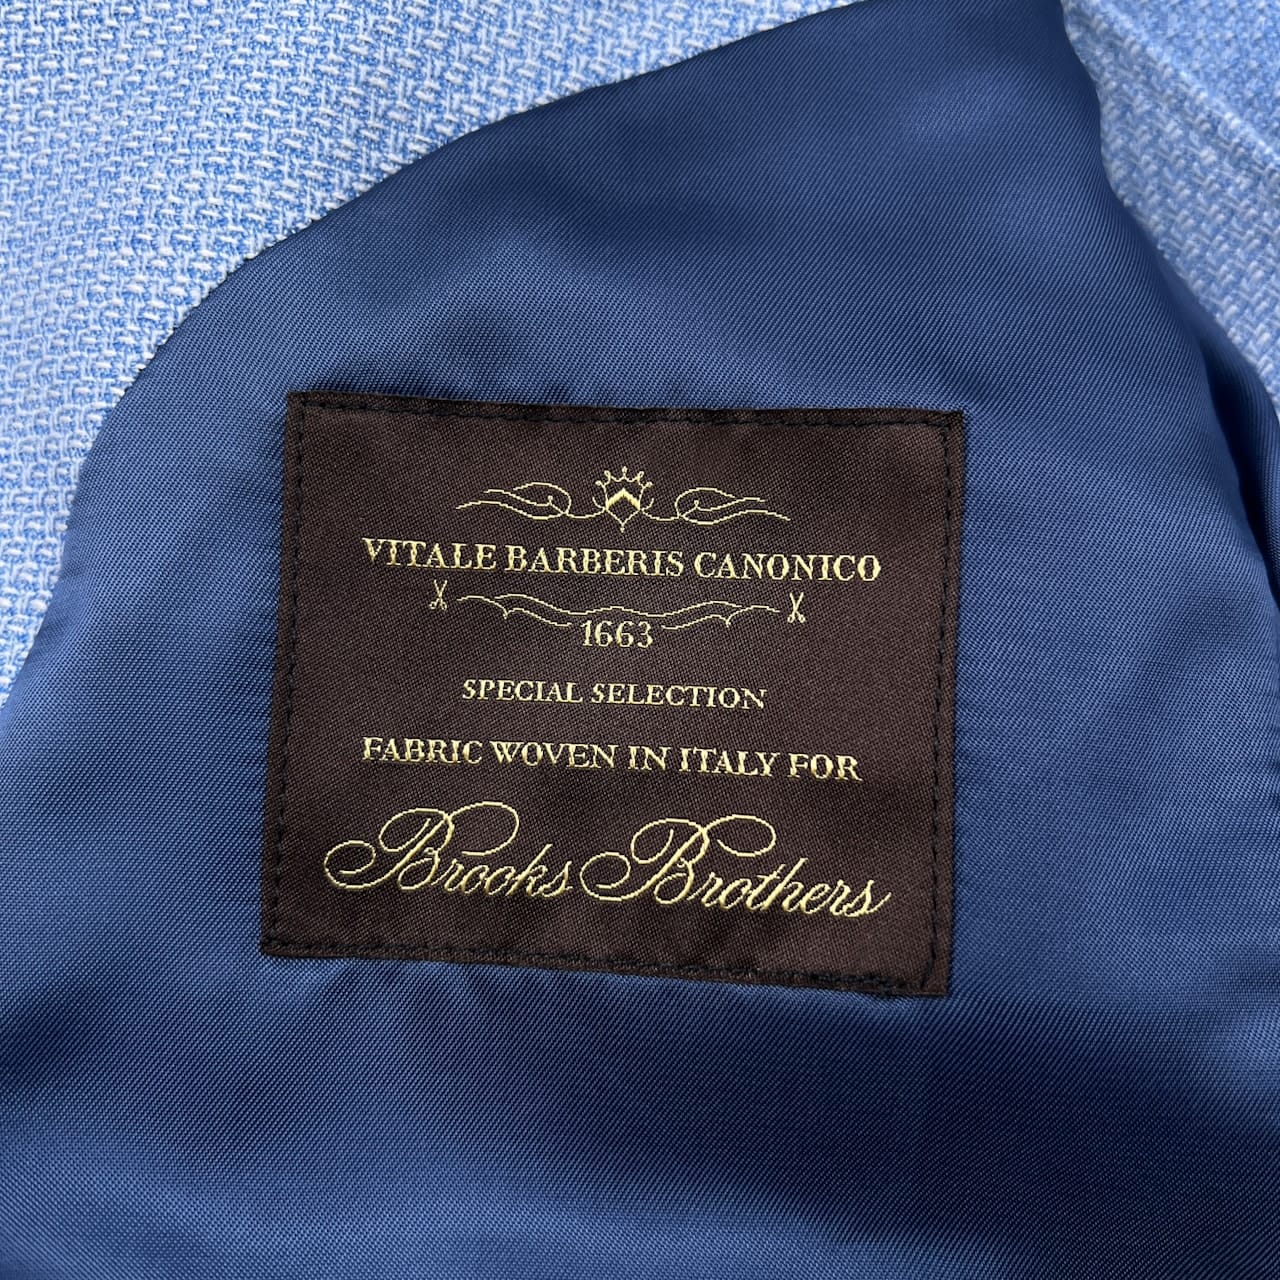 VITALE BARBERIS CANONICO
1663
SPECIAL SELECTION
FABRIC WOVEN IN ITALY FOR
Brooks Brothers